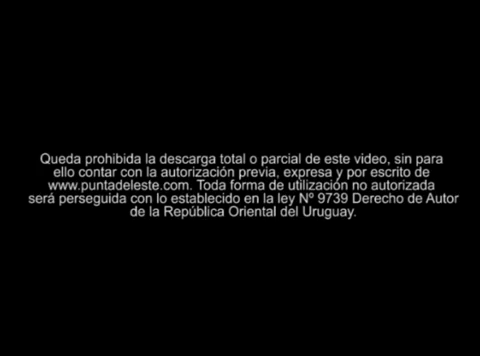 Queda prohibida la descarga total o parcial de este video, sin para
ello contar con la autorización previa, expresa y por escrito de
www.puntadeleste.com. Toda forma de utilización no autorizada
será perseguida con lo establecido en la ley Nº 9739 Derecho de Autor
de la República Oriental del Uruguay.